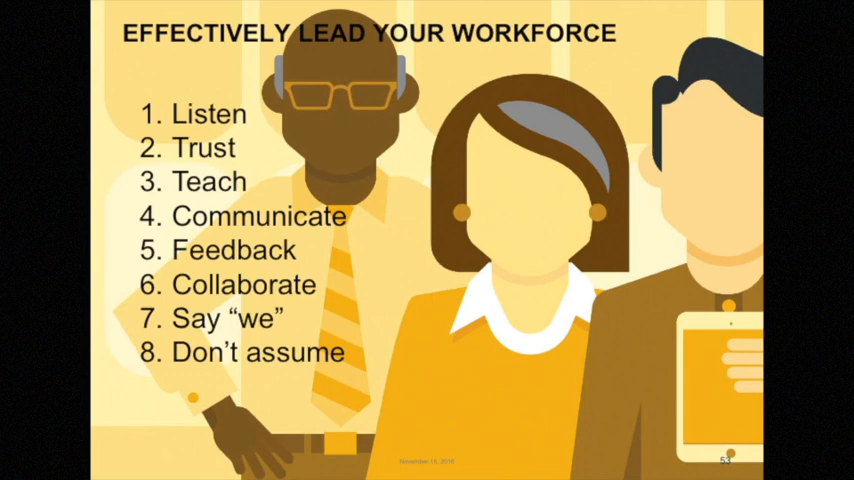 EFFECTIVELY LEAD YOUR WORKFORCE
1. Listen
2. Trust
3. Teach
4. Communicate
5. Feedback
6. Collaborate
7. Say “we”
8. Don’t assume
53